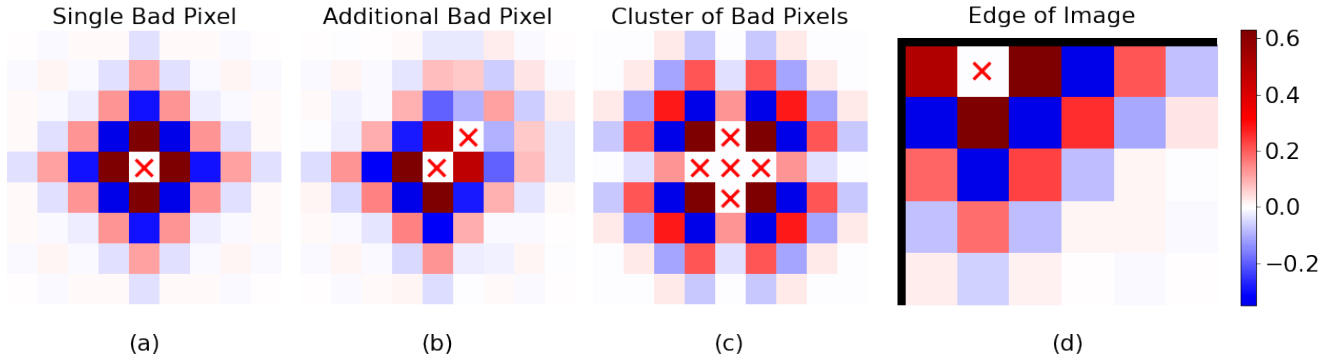 Single Bad Pixel
Additional Bad Pixel
Cluster of Bad Pixels
Edge of Image
0.6
0.4
0.2
0.0
−0.2
(a)
(b)
(c)
(d)